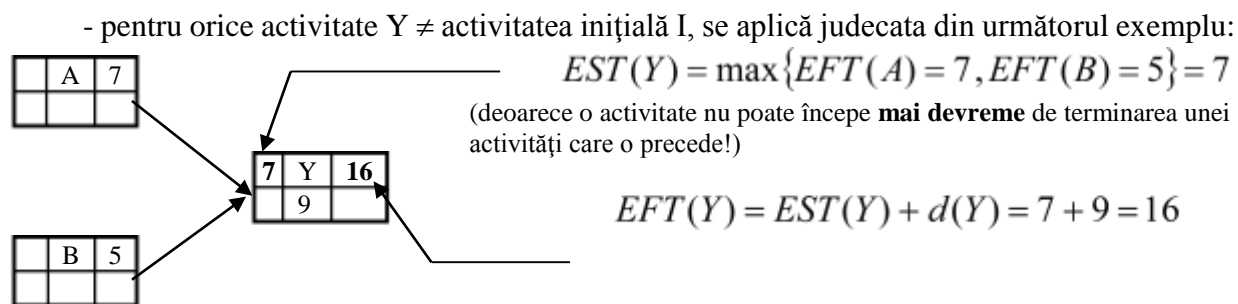 - pentru orice activitate Y ≠ activitatea iniţială I, se aplică judecata din următorul exemplu:
A 7
EST(Y) = max{EFT(A) = 7, EFT(B) = 5} = 7
(deoarece o activitate nu poate începe mai devreme de terminarea unei
activităţi care o precede!)
7 Y 16
9
EFT(Y) = EST(Y) + d(Y) = 7 + 9 = 16
B 5